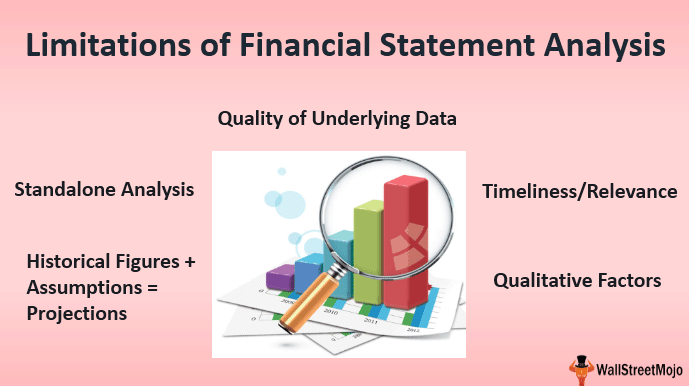 Limitations of Financial Statement Analysis
Quality of Underlying Data
Standalone Analysis
Timeliness/Relevance
Historical Figures +
Assumptions =
Projections
Qualitative Factors
2010
2011
2012
WallStreetMojo